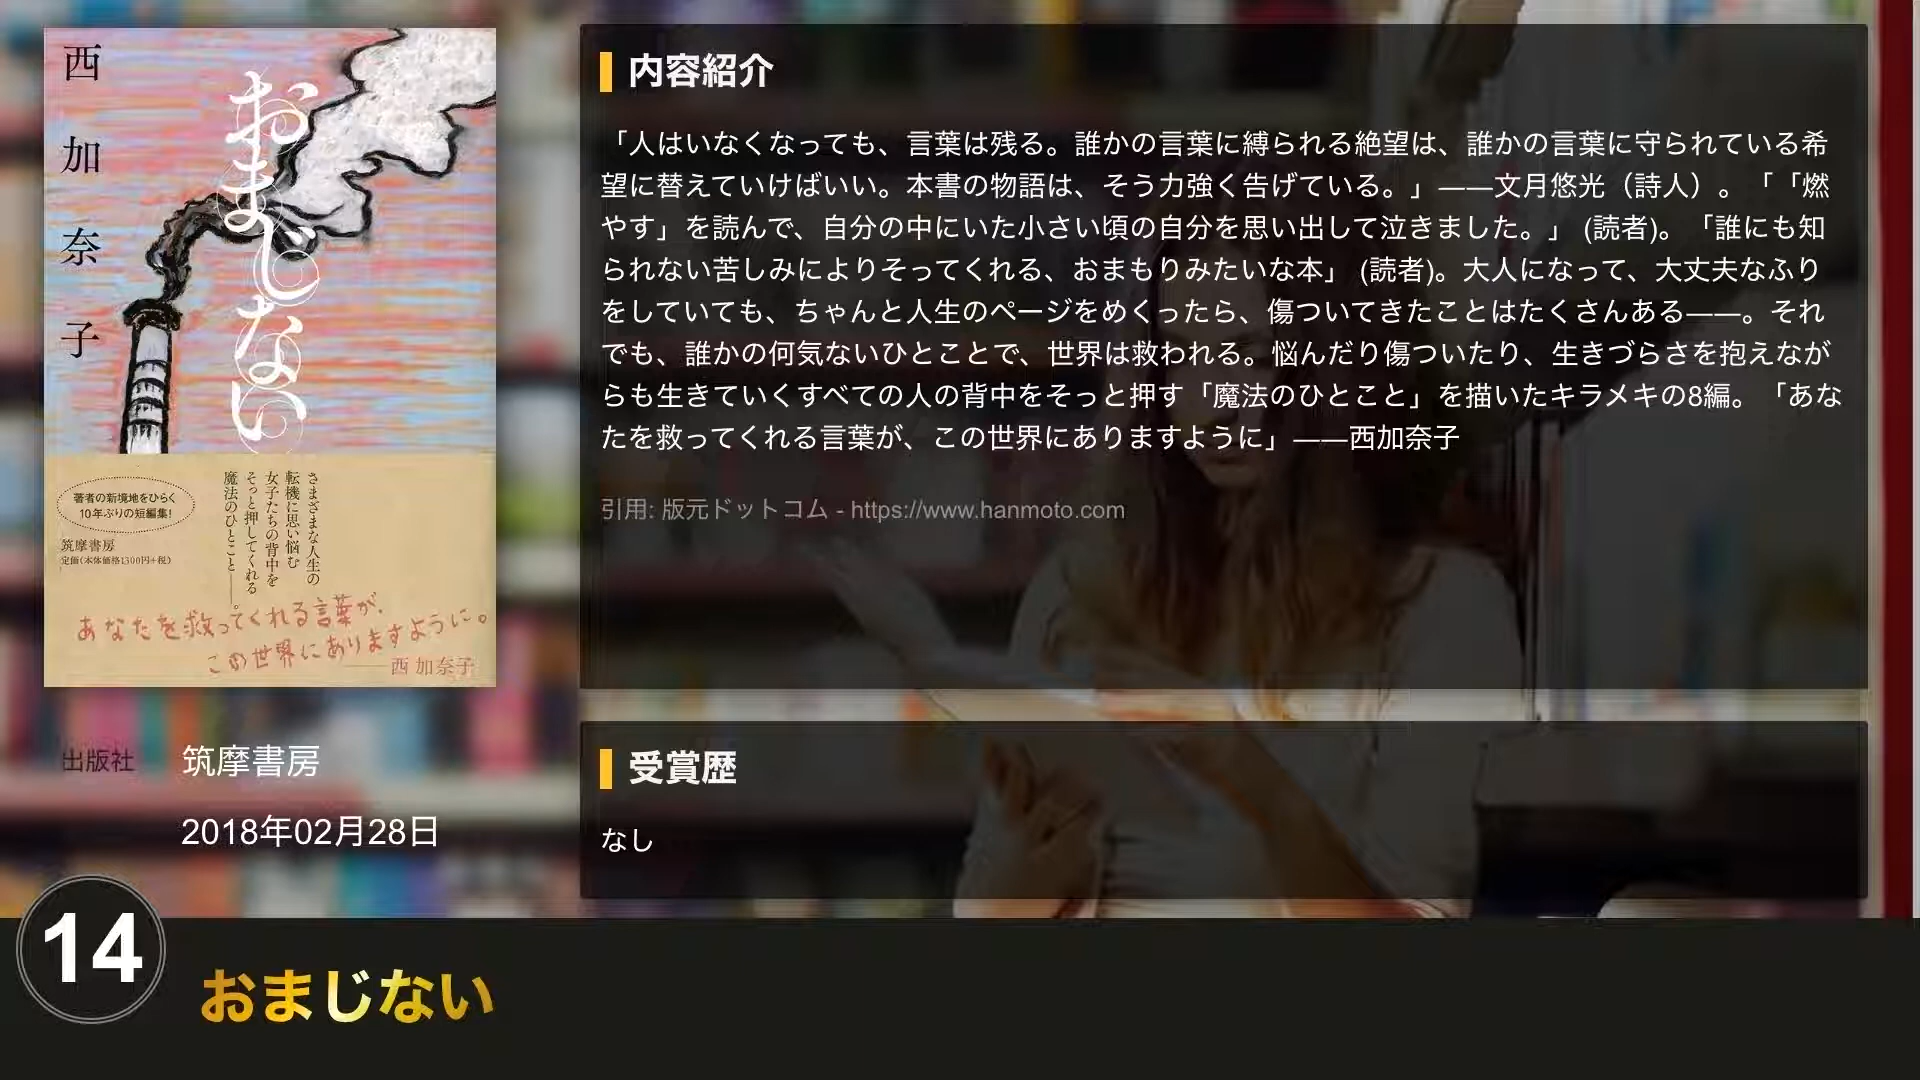 西加奈子
おまじない
著者の新境地をひらく
10年ぶりの短編集!
筑摩書房
定価(本体価格1300円+税)
さまざまな人生の
転機に思い悩む
女子たちの背中を
そっと押してくれる
魔法のひとこと――。
あなたを救ってくれる言葉が、
この世界にありますように。
――西 加奈子
出版社 筑摩書房
2018年02月28日
内容紹介
「人はいなくなっても、言葉は残る。誰かの言葉に縛られる絶望は、誰かの言葉に守られている希
望に替えていけばいい。本書の物語は、そう力強く告げている。」――文月悠光（詩人）。「「燃
やす」を読んで、自分の中にいた小さい頃の自分を思い出して泣きました。」 (読者)。「誰にも知
られない苦しみによりそってくれる、おまもりみたいな本」 (読者)。大人になって、大丈夫なふり
をしていても、ちゃんと人生のページをめくったら、傷ついてきたことはたくさんある――。それ
でも、誰かの何気ないひとことで、世界は救われる。悩んだり傷ついたり、生きづらさを抱えなが
らも生きていくすべての人の背中をそっと押す「魔法のひとこと」を描いたキラメキの8編。「あな
たを救ってくれる言葉が、この世界にありますように」――西加奈子
引用: 版元ドットコム - https://www.hanmoto.com
受賞歴
なし
14
おまじない